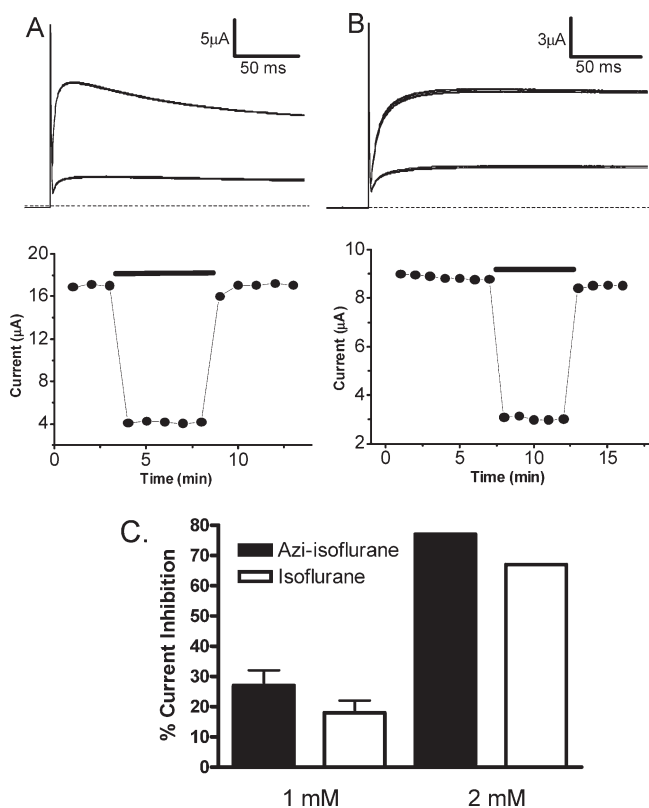 A
5µA
50 ms
B
3µA
50 ms
Current (µA)
20
16
12
8
4
0
5
10
Time (min)
Current (µA)
10
8
6
4
2
0
5
10
15
Time (min)
C.
% Current Inhibition
80
70
60
50
40
30
20
10
0
Azi-isoflurane
Isoflurane
1 mM
2 mM